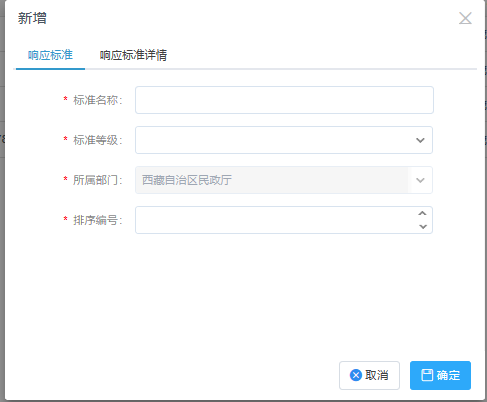 新增
响应标准 响应标准详情
* 标准名称:
* 标准等级:
* 所属部门: 西藏自治区民政厅
* 排序编号:
取消 确定